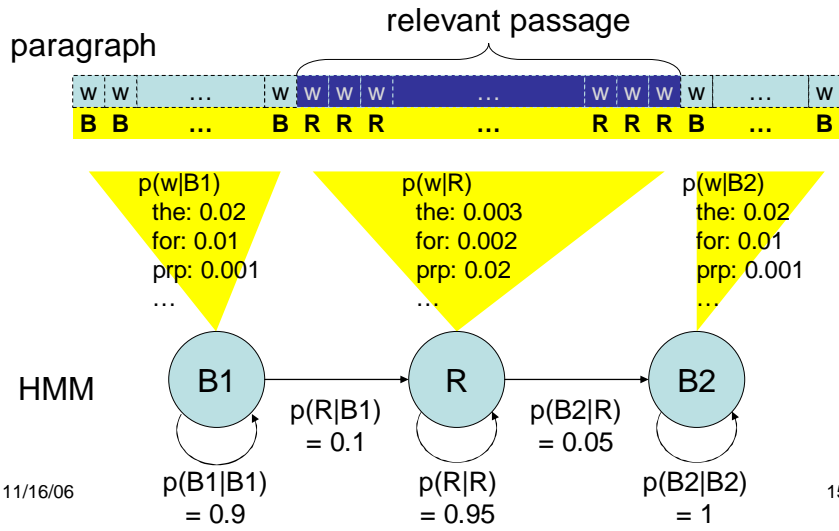 relevant passage
paragraph
w w … w w w w … w w w w … w
B B … B R R R … R R R B … B
p(w|B1) p(w|R) p(w|B2)
the: 0.02 the: 0.003 the: 0.02
for: 0.01 for: 0.002 for: 0.01
prp: 0.001 prp: 0.02 prp: 0.001
… … …
B1 R B2
HMM
p(R|B1) p(B2|R)
= 0.1 = 0.05
p(B1|B1) p(R|R) p(B2|B2)
= 0.9 = 0.95 = 1
11/16/06 15